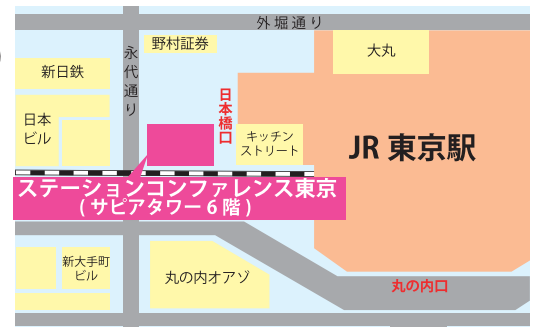 外堀通り
永代通り
野村証券
大丸
新日鉄
日本
ビル
日本橋口
キッチン
ストリート
JR 東京駅
ステーションコンファレンス東京
(サピアタワー6階)
新大手町
ビル
丸の内オアゾ
丸の内口